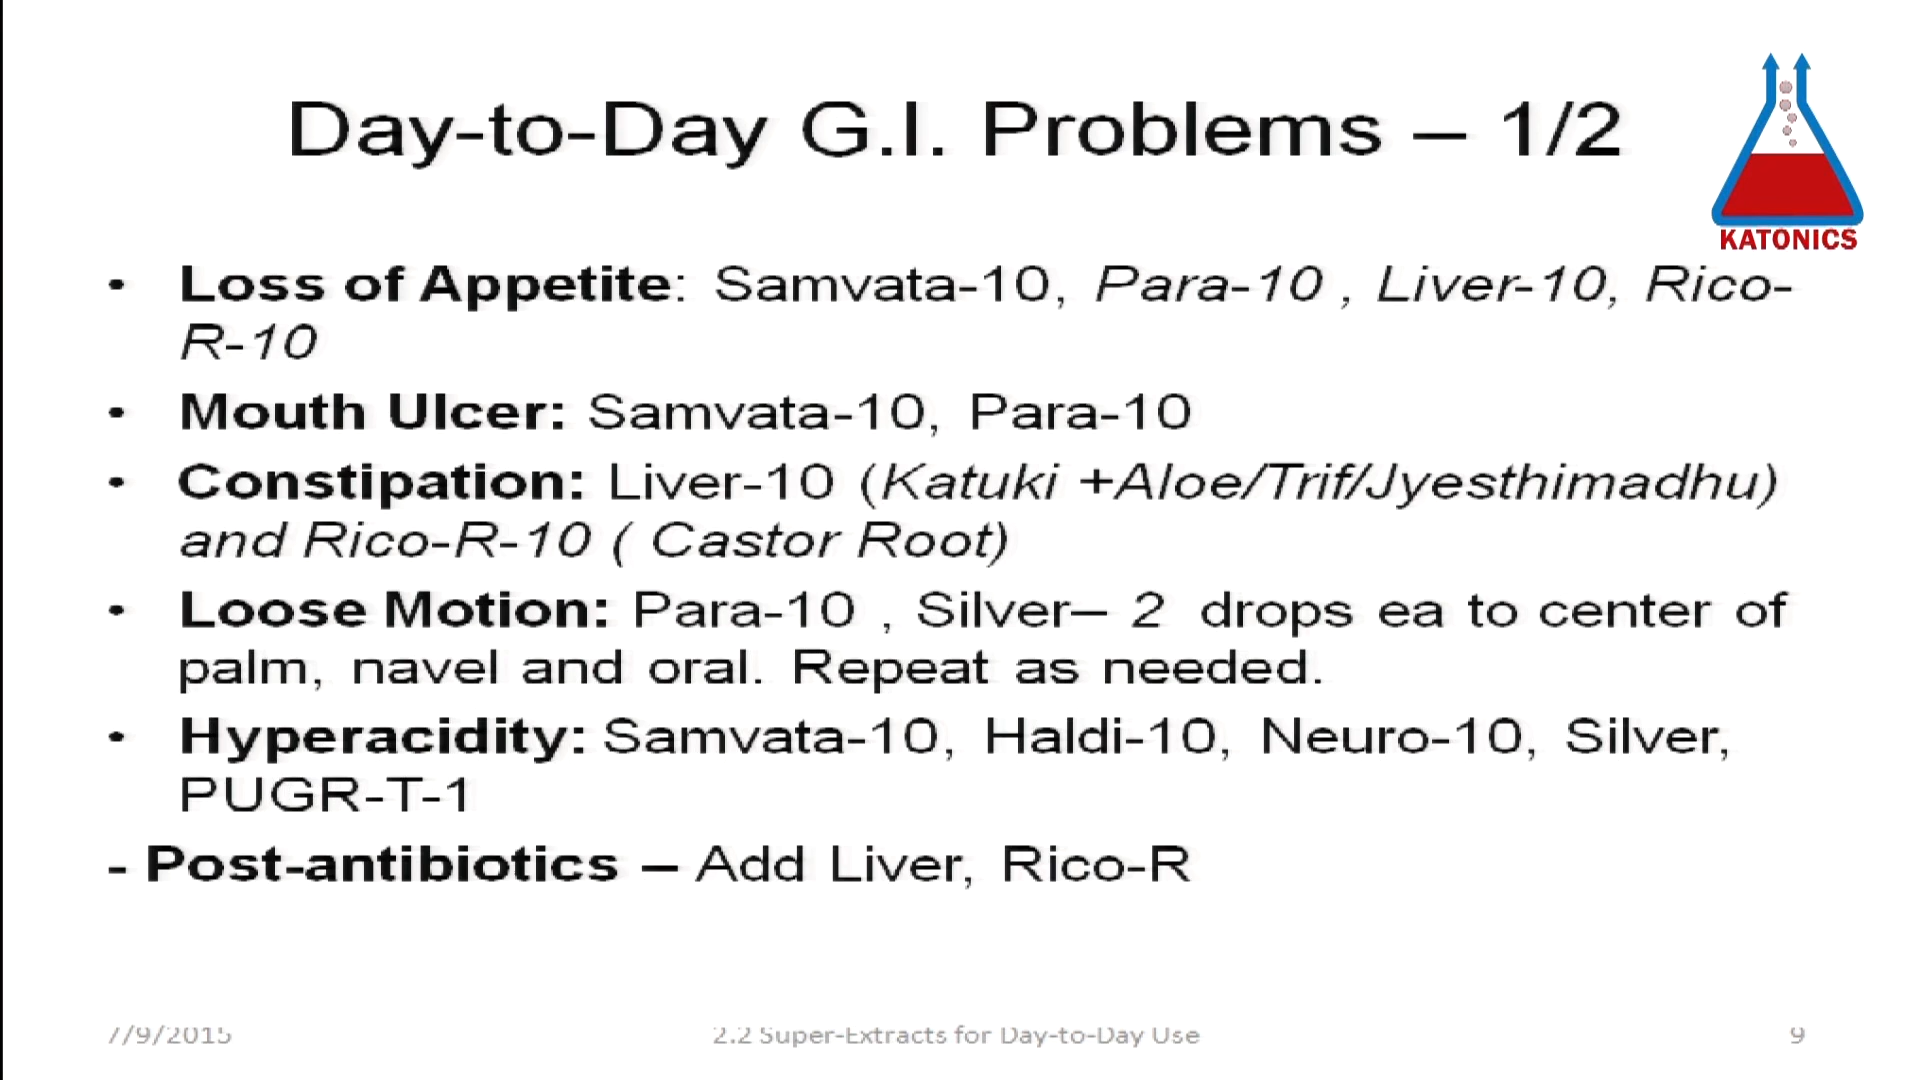 Day-to-Day G.I. Problems – 1/2
KATONICS
• Loss of Appetite: Samvata-10, Para-10 , Liver-10, Rico-
R-10
• Mouth Ulcer: Samvata-10, Para-10
• Constipation: Liver-10 (Katuki +Aloe/Trif/Jyesthimadhu)
and Rico-R-10 ( Castor Root)
• Loose Motion: Para-10 , Silver– 2 drops ea to center of
palm, navel and oral. Repeat as needed.
• Hyperacidity: Samvata-10, Haldi-10, Neuro-10, Silver,
PUGR-T-1
- Post-antibiotics – Add Liver, Rico-R
7/9/2015
2.2 Super-Extracts for Day-to-Day Use
9